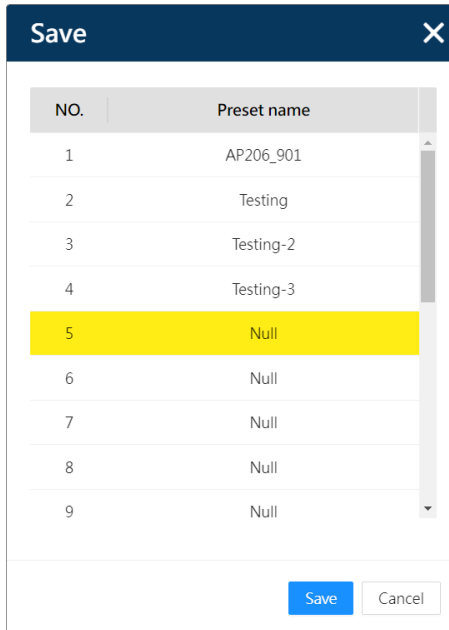 Save
NO. Preset name
1 AP206_901
2 Testing
3 Testing-2
4 Testing-3
5 Null
6 Null
7 Null
8 Null
9 Null
Save Cancel